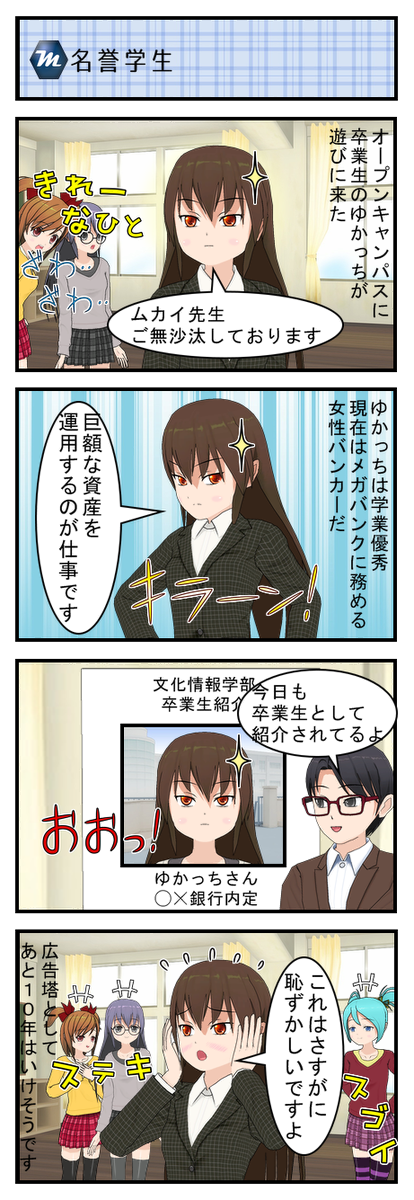 m 名誉学生
オープンキャンパスに
卒業生のゆかっちが
遊びに来た
きれー
なひと
ざわ
ざわ‥
ムカイ先生
ご無沙汰しております
ゆかっちは学業優秀
現在はメガバンクに務める
女性バンカーだ
巨額な資産を
運用するのが仕事です
キラーン!
文化情報学部
卒業生紹介
今日も
卒業生として
紹介されてるよ
おおっ!
ゆかっちさん
○×銀行内定
これはさすがに
恥ずかしいですよ
スゴイ
ステキ
広告塔として
あと10年はいけそうです